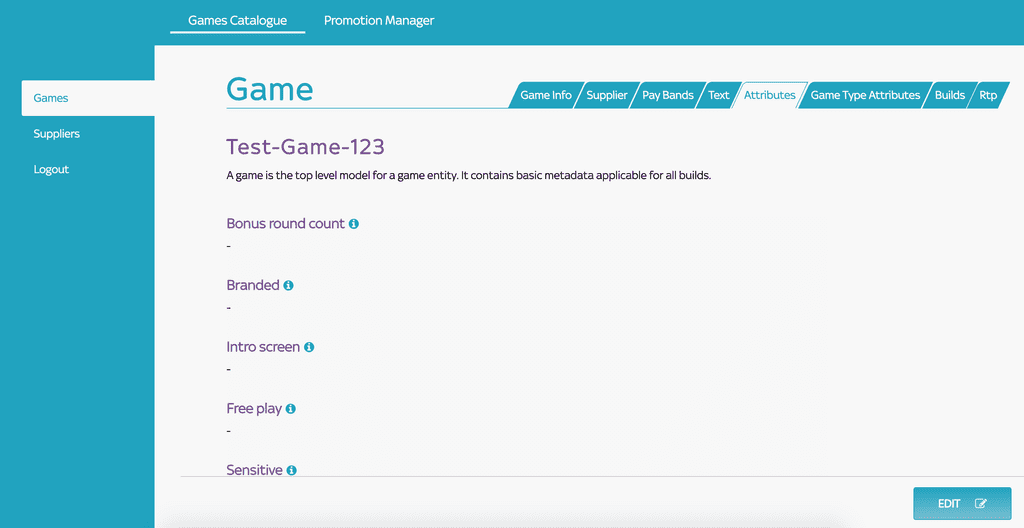 Games Catalogue
Promotion Manager
Games
Suppliers
Logout
Game
Game Info
Supplier
Pay Bands
Text
Attributes
Game Type Attributes
Builds
Rtp
Test-Game-123
A game is the top level model for a game entity. It contains basic metadata applicable for all builds.
Bonus round count
-
Branded
-
Intro screen
-
Free play
-
Sensitive
EDIT